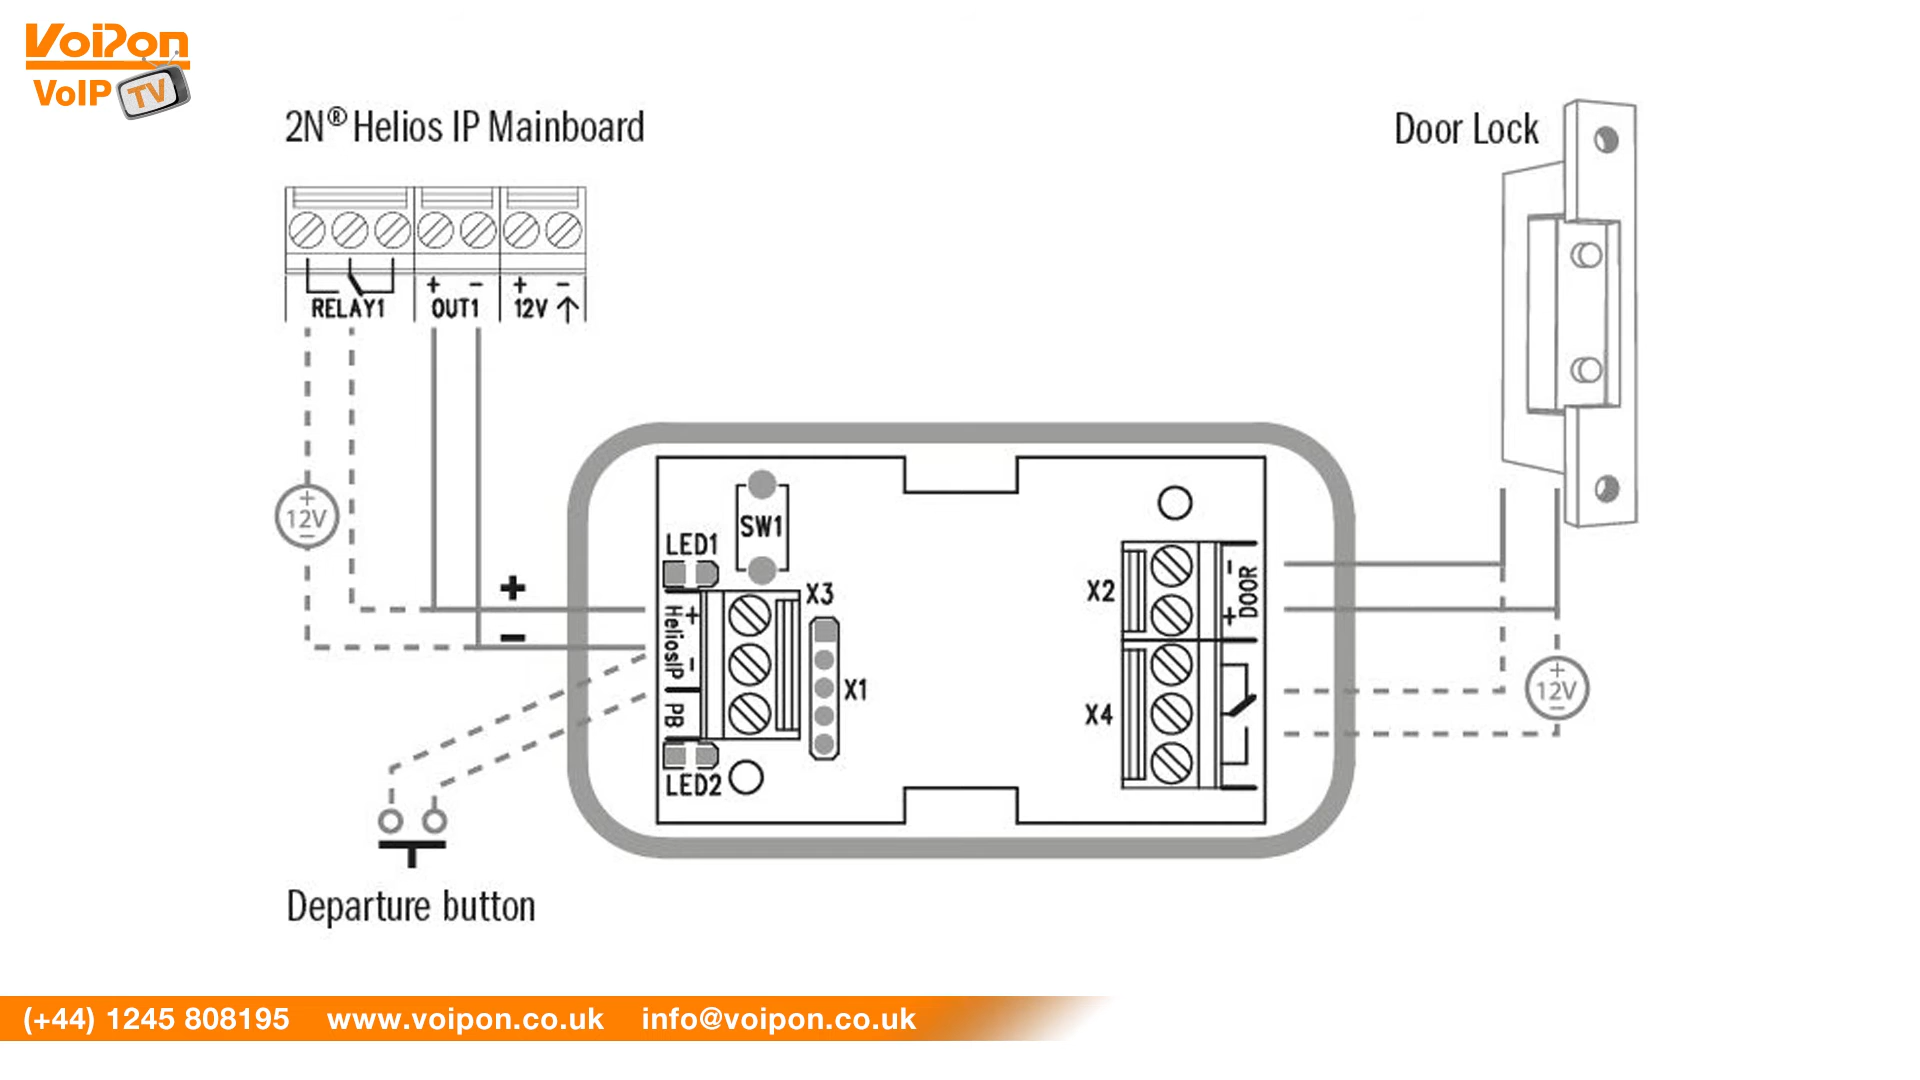 VoiPon
VoIP TV
2N® Helios IP Mainboard
Door Lock
+ - + -
RELAY1 OUT1 12V ↑
+
12V
-
+
-
SW1
LED1
X3
HeliosIP + -
PB
LED2
X1
X2
- DOOR +
X4
+
12V
-
Departure button
(+44) 1245 808195 www.voipon.co.uk info@voipon.co.uk